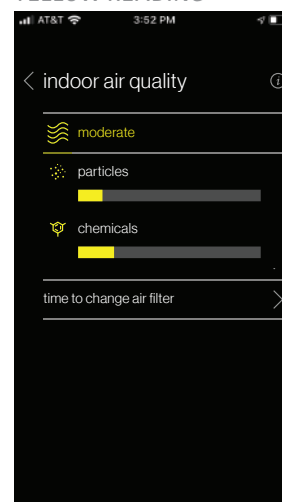 AT&T 3:52 PM
indoor air quality
moderate
particles
chemicals
time to change air filter